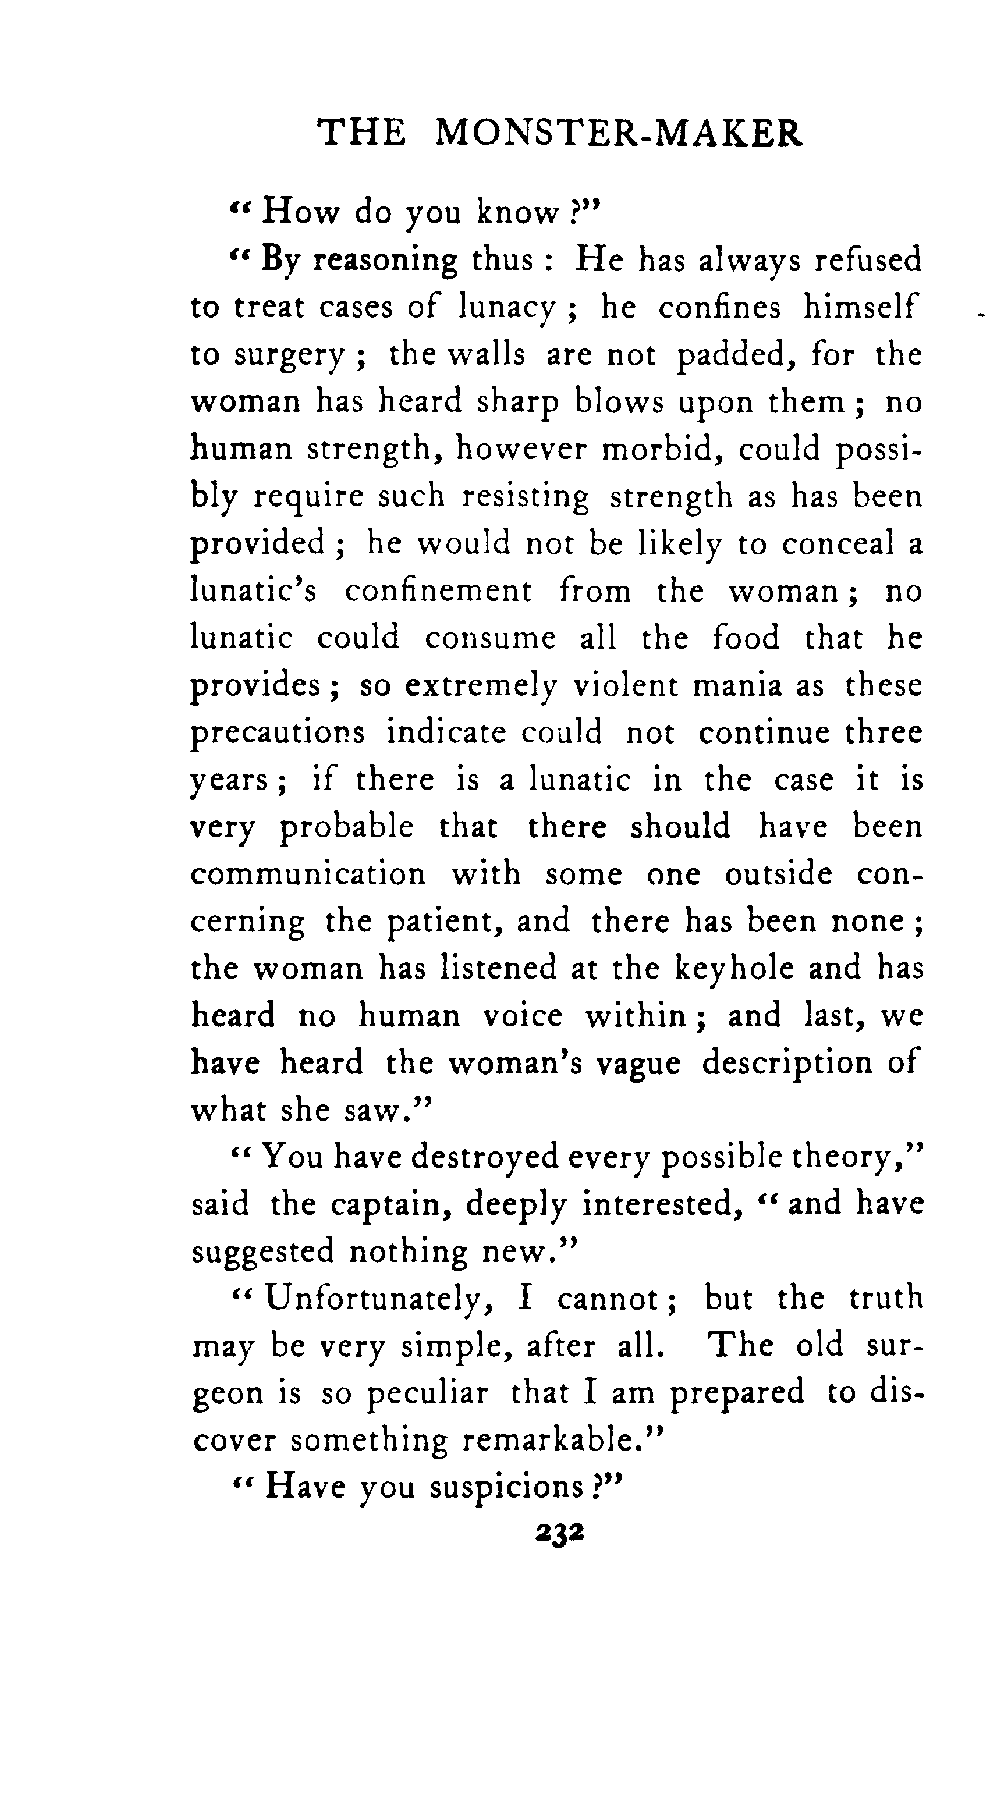 THE MONSTER-MAKER
“ How do you know ?”
“ By reasoning thus : He has always refused
to treat cases of lunacy ; he confines himself
to surgery ; the walls are not padded, for the
woman has heard sharp blows upon them ; no
human strength, however morbid, could possi-
bly require such resisting strength as has been
provided ; he would not be likely to conceal a
lunatic’s confinement from the woman ; no
lunatic could consume all the food that he
provides ; so extremely violent mania as these
precautions indicate could not continue three
years ; if there is a lunatic in the case it is
very probable that there should have been
communication with some one outside con-
cerning the patient, and there has been none ;
the woman has listened at the keyhole and has
heard no human voice within ; and last, we
have heard the woman’s vague description of
what she saw.”
“ You have destroyed every possible theory,”
said the captain, deeply interested, “ and have
suggested nothing new.”
“ Unfortunately, I cannot ; but the truth
may be very simple, after all. The old sur-
geon is so peculiar that I am prepared to dis-
cover something remarkable.”
“ Have you suspicions ?”
232